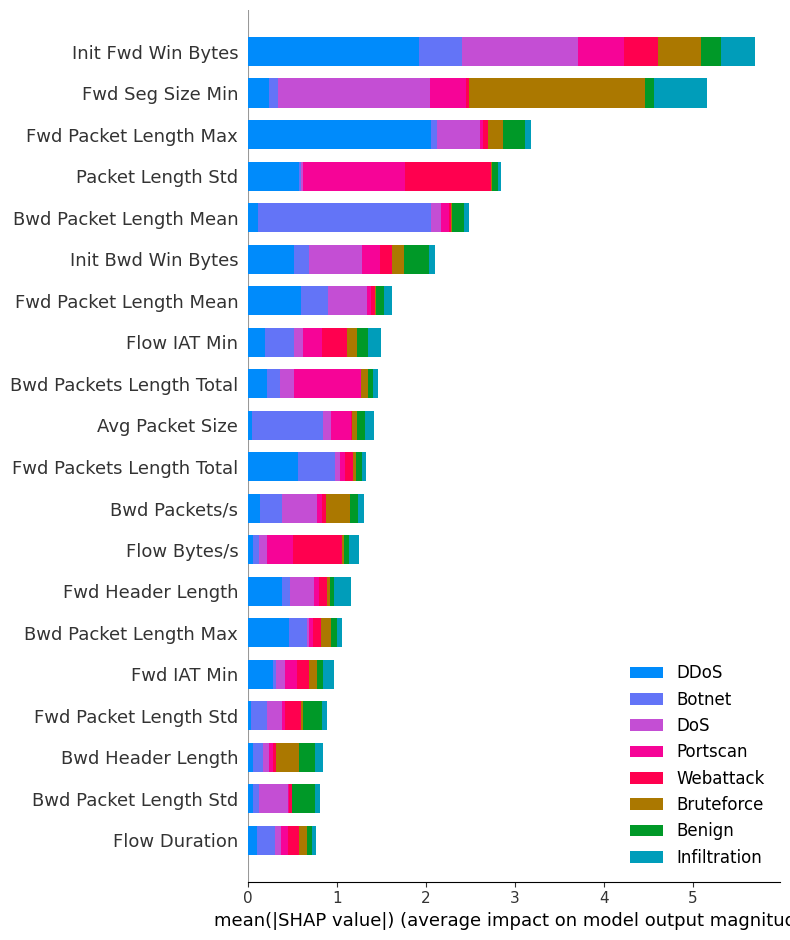 Init Fwd Win Bytes
Fwd Seg Size Min
Fwd Packet Length Max
Packet Length Std
Bwd Packet Length Mean
Init Bwd Win Bytes
Fwd Packet Length Mean
Flow IAT Min
Bwd Packets Length Total
Avg Packet Size
Fwd Packets Length Total
Bwd Packets/s
Flow Bytes/s
Fwd Header Length
Bwd Packet Length Max
Fwd IAT Min
Fwd Packet Length Std
Bwd Header Length
Bwd Packet Length Std
Flow Duration
DDoS
Botnet
DoS
Portscan
Webattack
Bruteforce
Benign
Infiltration
0 1 2 3 4 5
mean(|SHAP value|) (average impact on model output